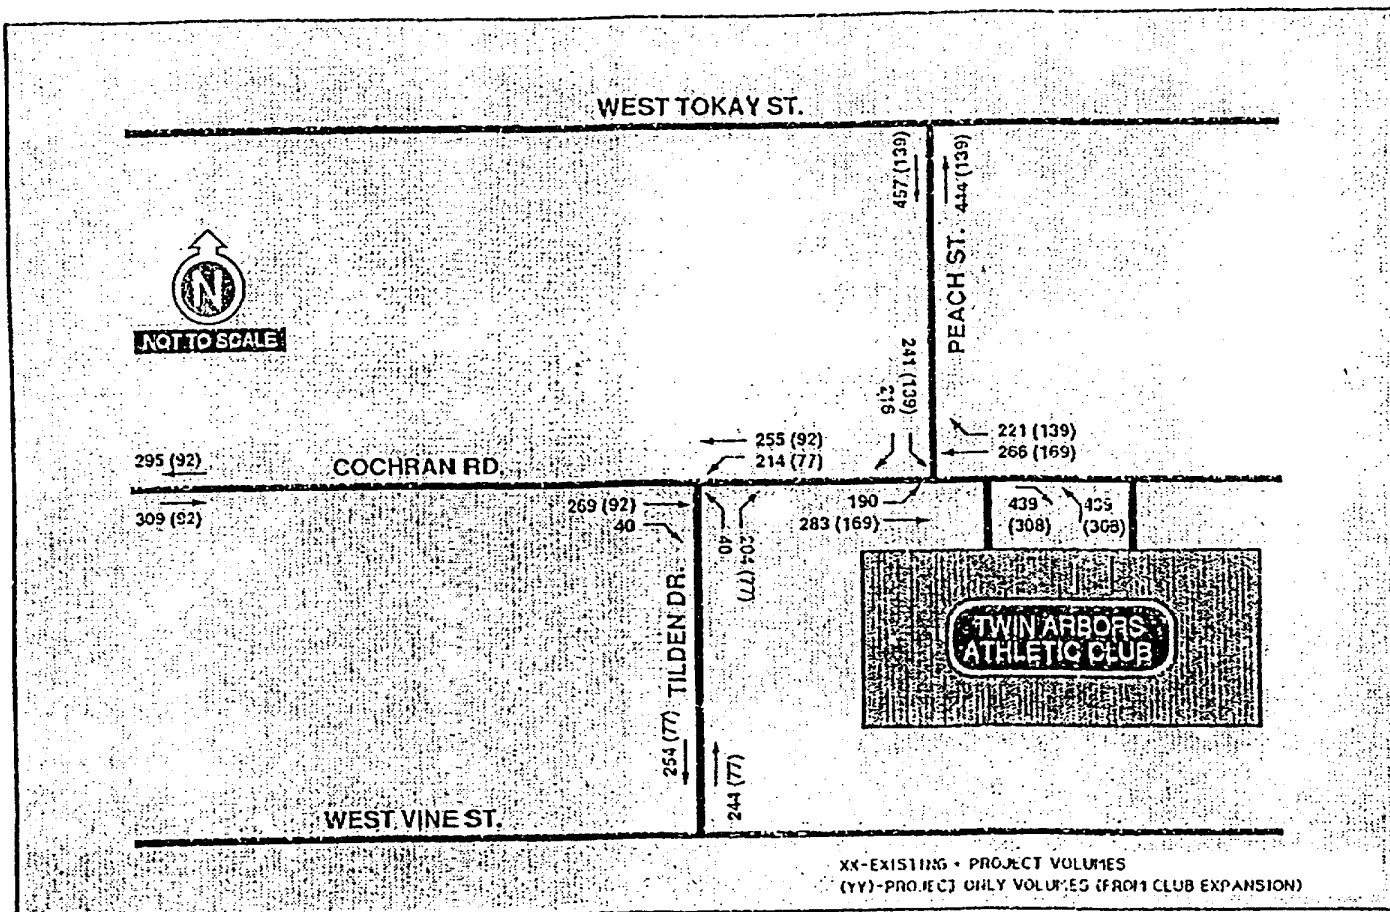 WEST TOKAY ST.
457 (139)
444 (139)
PEACH ST.
N
NOT TO SCALE
241 (139)
216
221 (139)
266 (169)
255 (92)
214 (77)
295 (92)
COCHRAN RD.
309 (92)
269 (92)
40
40
204 (77)
190
283 (169)
439
(308)
439
(308)
TILDEN DR.
TWIN ARBORS
ATHLETIC CLUB
254 (77)
244 (77)
WEST VINE ST.
XX-EXISTING + PROJECT VOLUMES
(YY)-PROJECT ONLY VOLUMES (FROM CLUB EXPANSION)